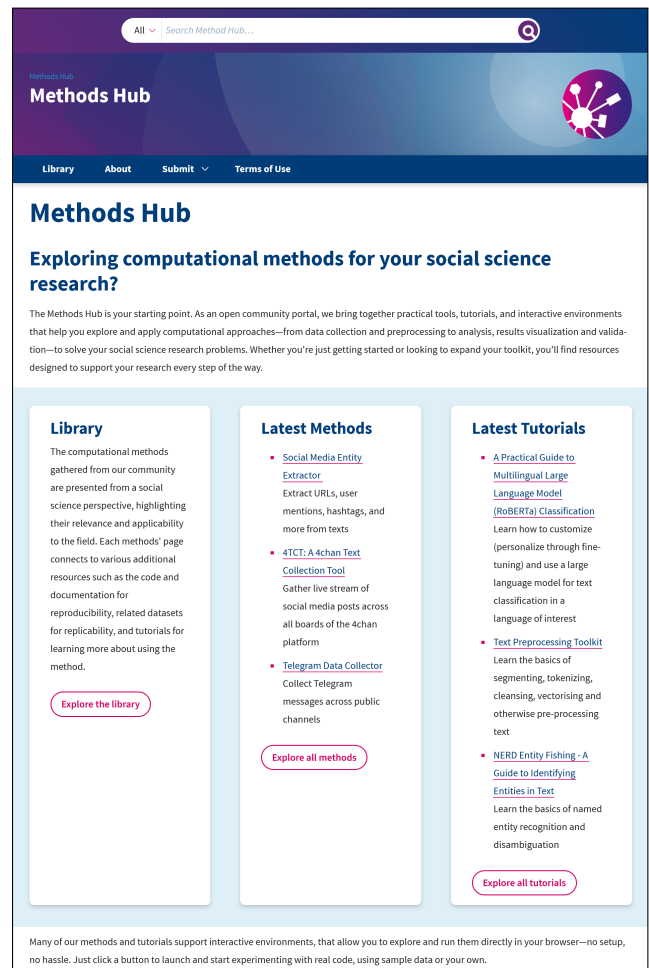 All
Search Method Hub...
Methods Hub
Methods Hub
Library
About
Submit
Terms of Use
Methods Hub
Exploring computational methods for your social science
research?
The Methods Hub is your starting point. As an open community portal, we bring together practical tools, tutorials, and interactive environments
that help you explore and apply computational approaches—from data collection and preprocessing to analysis, results visualization and valida-
tion—to solve your social science research problems. Whether you're just getting started or looking to expand your toolkit, you'll find resources
designed to support your research every step of the way.
Library
The computational methods
gathered from our community
are presented from a social
science perspective, highlighting
their relevance and applicability
to the field. Each methods' page
connects to various additional
resources such as the code and
documentation for
reproducibility, related datasets
for replicability, and tutorials for
learning more about using the
method.
Explore the library
Latest Methods
Social Media Entity
Extractor
Extract URLs, user
mentions, hashtags, and
more from texts
4TCT: A 4chan Text
Collection Tool
Gather live stream of
social media posts across
all boards of the 4chan
platform
Telegram Data Collector
Collect Telegram
messages across public
channels
Explore all methods
Latest Tutorials
A Practical Guide to
Multilingual Large
Language Model
(RoBERTa) Classification
Learn how to customize
(personalize through fine-
tuning) and use a large
language model for text
classification in a
language of interest
Text Preprocessing Toolkit
Learn the basics of
segmenting, tokenizing,
cleansing, vectorising and
otherwise pre-processing
text
NERD Entity Fishing - A
Guide to Identifying
Entities in Text
Learn the basics of named
entity recognition and
disambiguation
Explore all tutorials
Many of our methods and tutorials support interactive environments, that allow you to explore and run them directly in your browser—no setup,
no hassle. Just click a button to launch and start experimenting with real code, using sample data or your own.